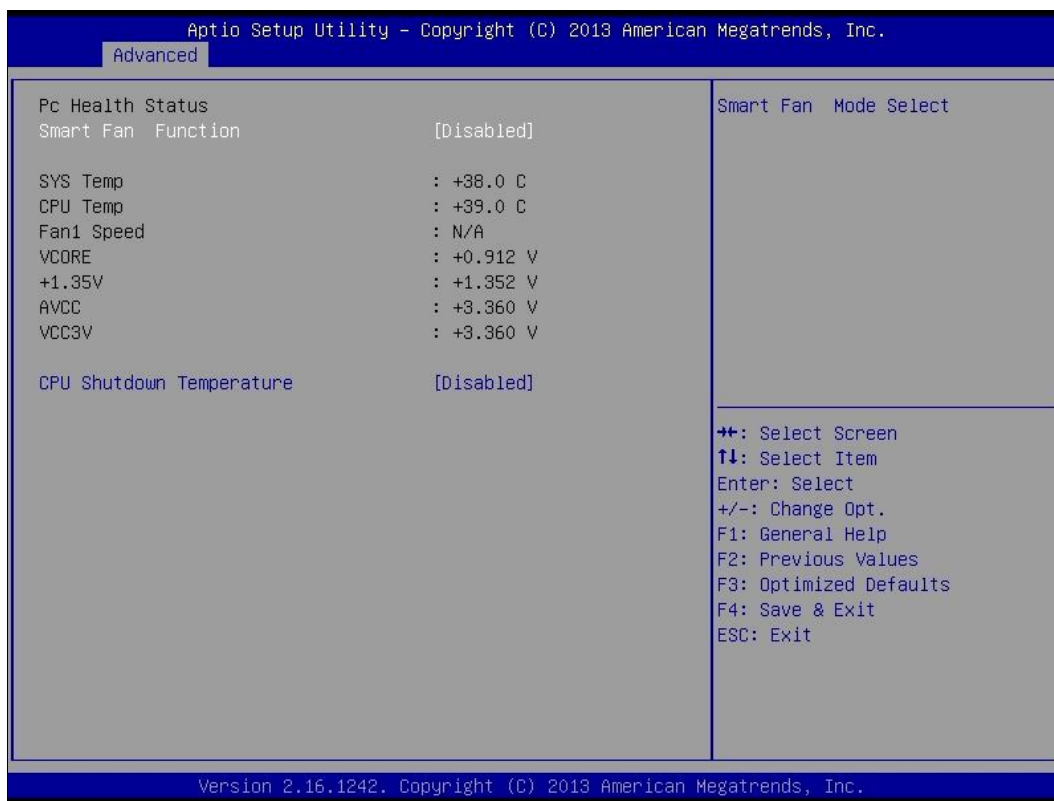 Aptio Setup Utility – Copyright (C) 2013 American Megatrends, Inc.
Advanced
Pc Health Status
Smart Fan Function [Disabled]
SYS Temp : +38.0 C
CPU Temp : +39.0 C
Fan1 Speed : N/A
VCORE : +0.912 V
+1.35V : +1.352 V
AVCC : +3.360 V
VCC3V : +3.360 V
CPU Shutdown Temperature [Disabled]
Smart Fan Mode Select
→←: Select Screen
↑↓: Select Item
Enter: Select
+/-: Change Opt.
F1: General Help
F2: Previous Values
F3: Optimized Defaults
F4: Save & Exit
ESC: Exit
Version 2.16.1242. Copyright (C) 2013 American Megatrends, Inc.